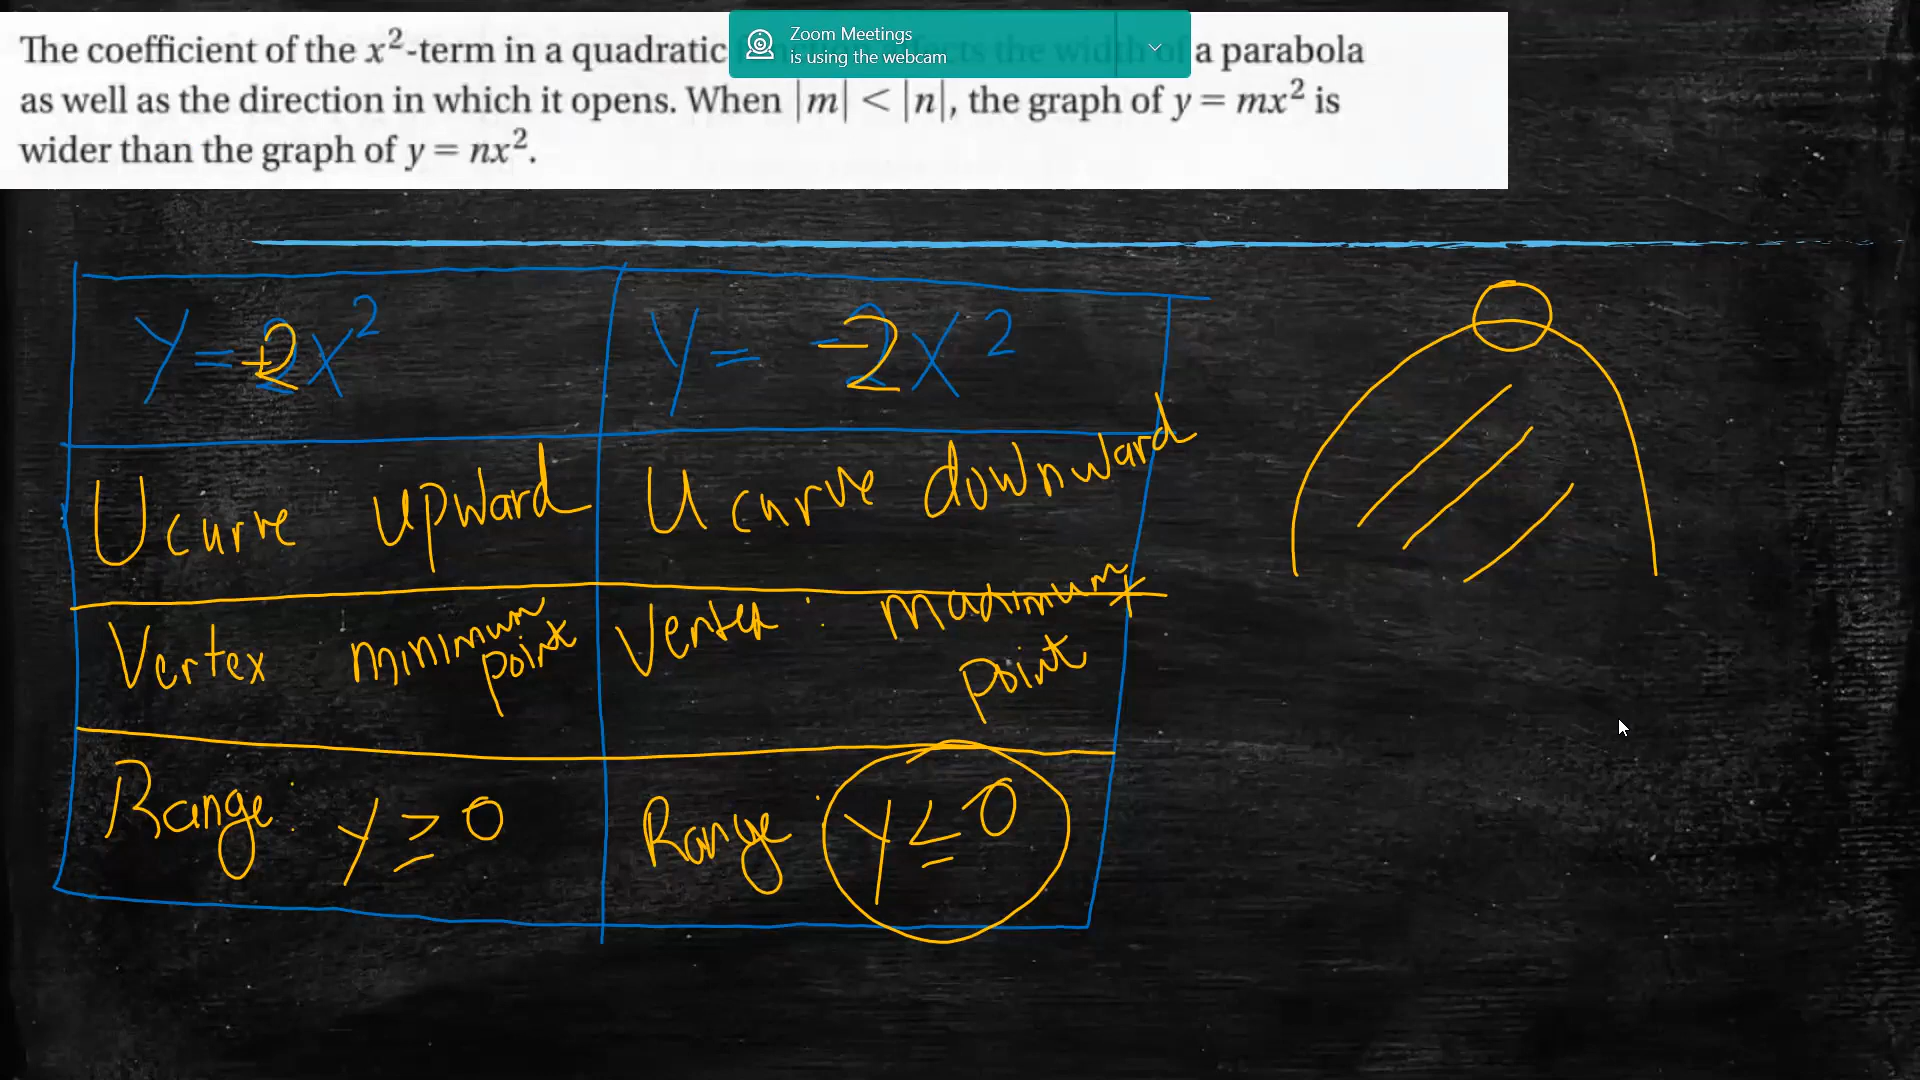 The coefficient of the x²-term in a quadratic
Zoom Meetings
is using the webcam
a parabola
as well as the direction in which it opens. When |m| < |n|, the graph of y = mx² is
wider than the graph of y = nx².
Y = +2x²
Y = -2x²
U curve upward
U curve downward
Vertex minimum
point
Vertex : maximum
point
Range : y ≥ 0
Range : y ≤ 0